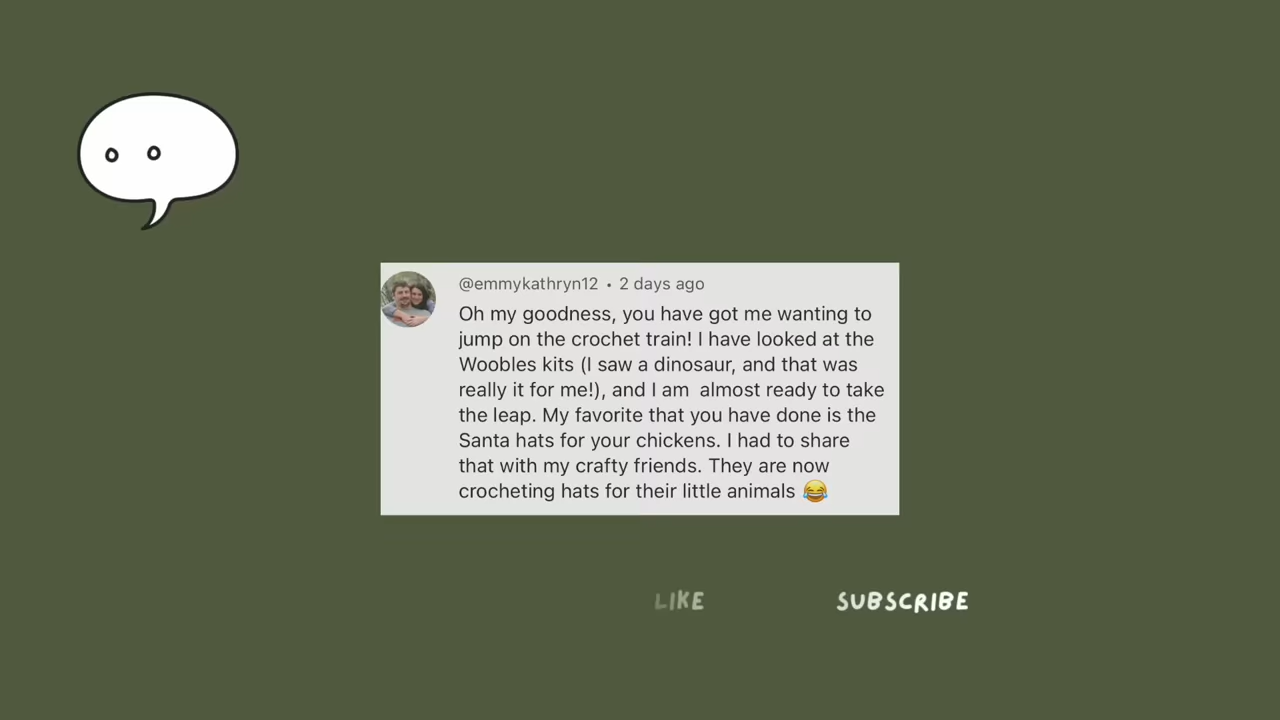 @emmykathryn12 • 2 days ago
Oh my goodness, you have got me wanting to
jump on the crochet train! I have looked at the
Woobles kits (I saw a dinosaur, and that was
really it for me!), and I am  almost ready to take
the leap. My favorite that you have done is the
Santa hats for your chickens. I had to share
that with my crafty friends. They are now
crocheting hats for their little animals 😂
LIKE SUBSCRIBE